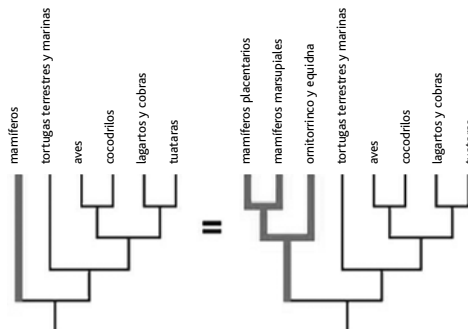 mamíferos
tortugas terrestres y marinas
aves
cocodrilos
lagartos y cobras
tuataras
=
mamíferos placentarios
mamíferos marsupiales
ornitorrinco y equidna
tortugas terrestres y marinas
aves
cocodrilos
lagartos y cobras